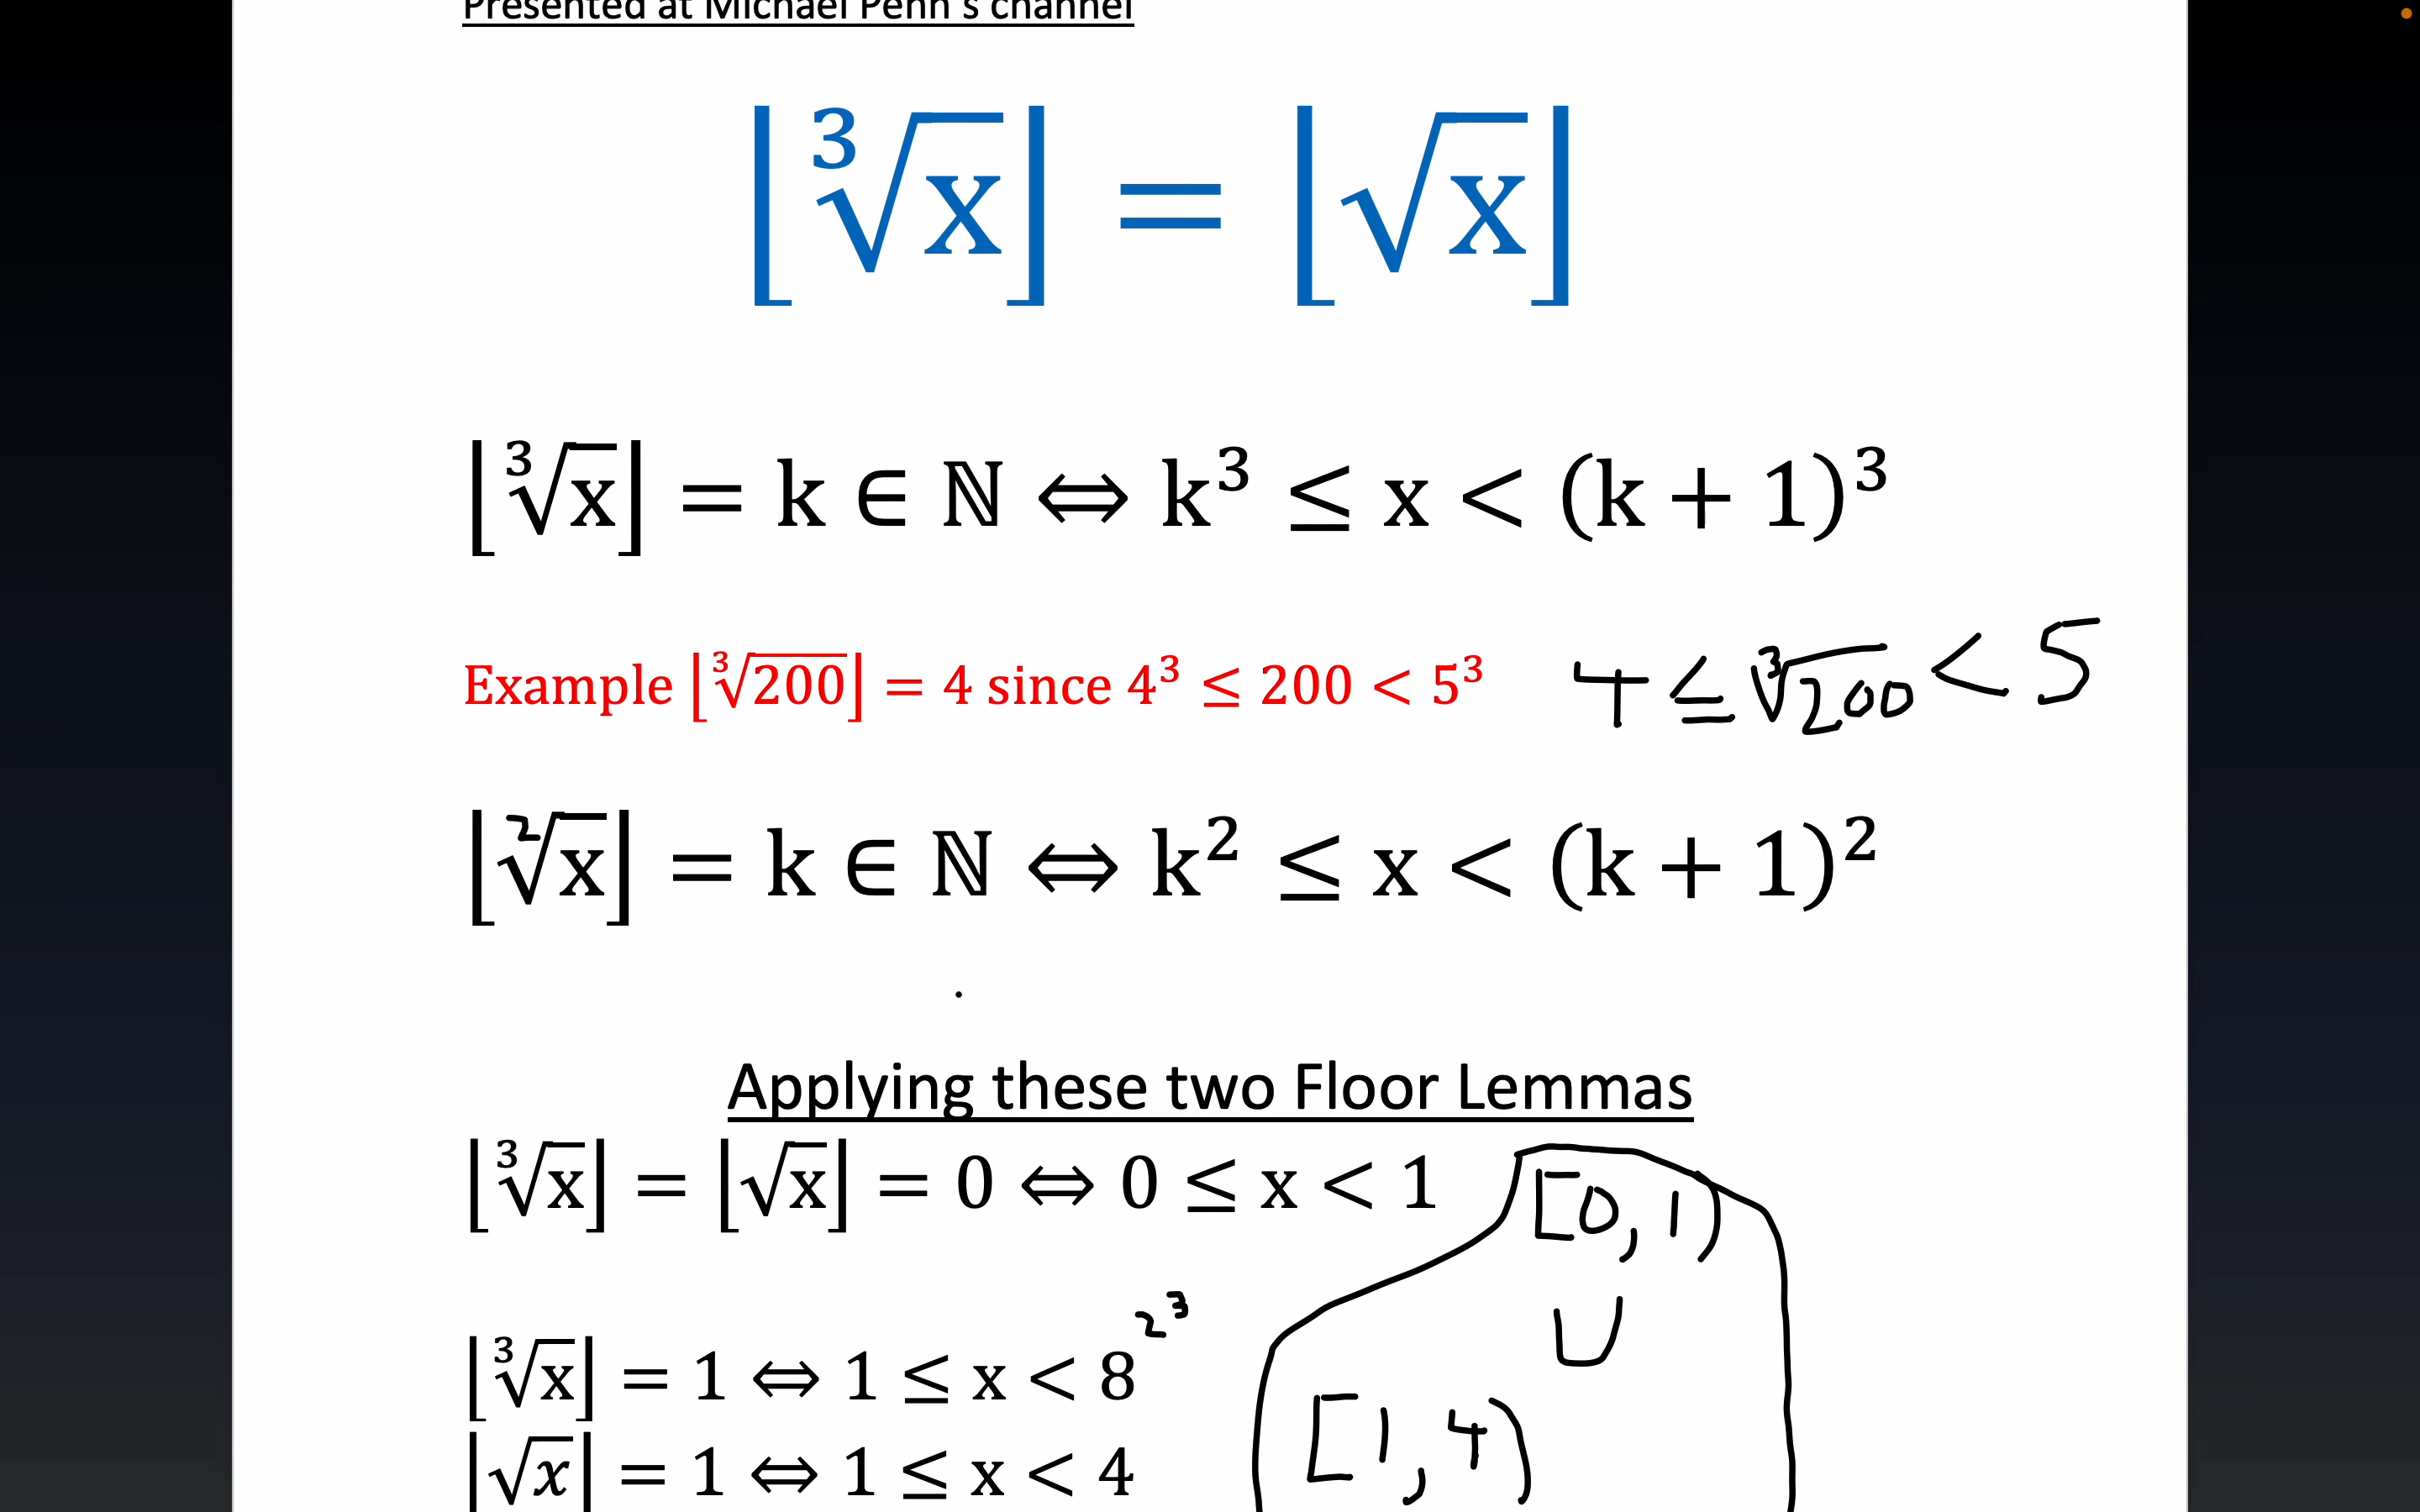 Presented at Michael Penn's channel
⌊∛x⌋ = ⌊√x⌋
⌊∛x⌋ = k ∈ ℕ ⇔ k³ ≤ x < (k + 1)³
Example ⌊∛200⌋ = 4 since 4³ ≤ 200 < 5³ 4 ≤ ∛200 < 5
⌊²√x⌋ = k ∈ ℕ ⇔ k² ≤ x < (k + 1)²
Applying these two Floor Lemmas
⌊∛x⌋ = ⌊√x⌋ = 0 ⇔ 0 ≤ x < 1 [0, 1)
∪
⌊∛x⌋ = 1 ⇔ 1 ≤ x < 8 2³
[1, 4)
⌊√x⌋ = 1 ⇔ 1 ≤ x < 4